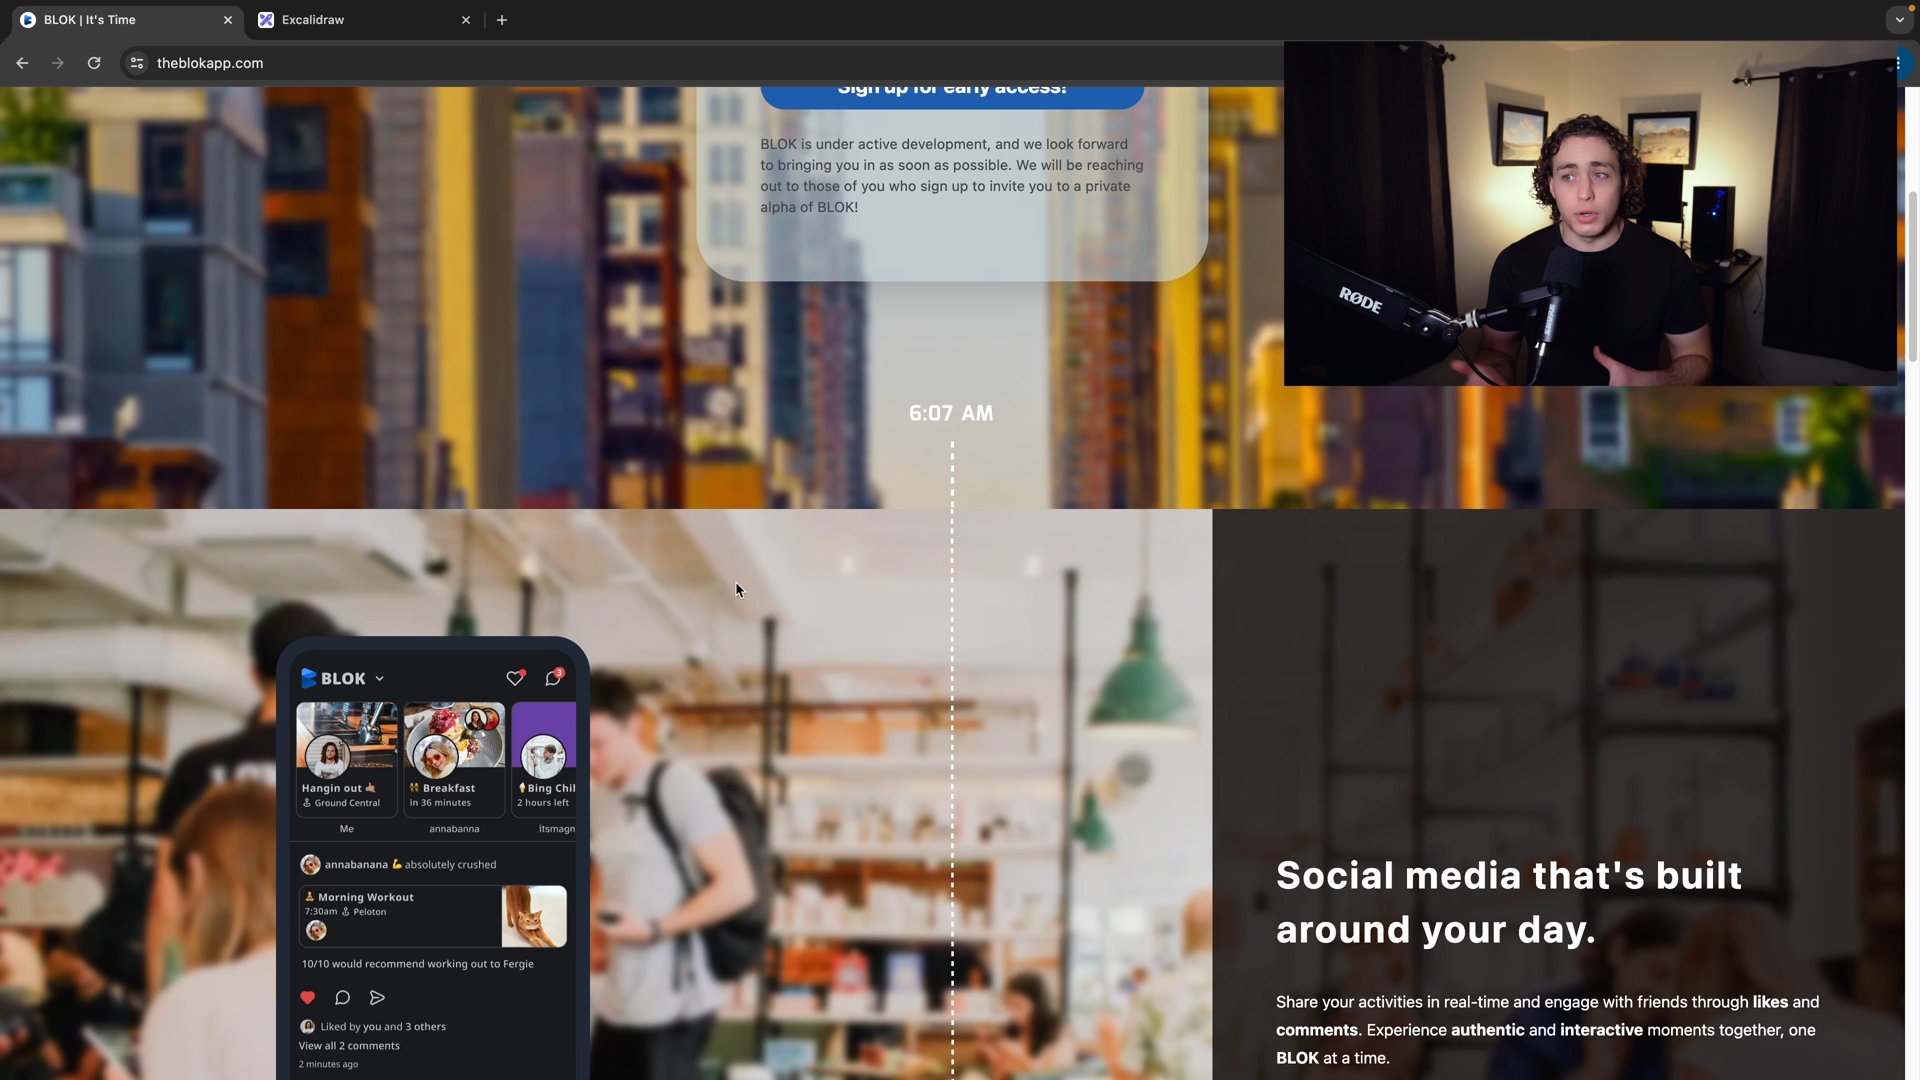 BLOK | It's Time
Excalidraw
theblokapp.com
Sign up for early access!
BLOK is under active development, and we look forward
to bringing you in as soon as possible. We will be reaching
out to those of you who sign up to invite you to a private
alpha of BLOK!
RØDE
6:07 AM
BLOK
3
Hangin out
Ground Central
Me
Breakfast
in 36 minutes
annabanna
Bing Chil
2 hours left
itsmagn
annabanana 💪 absolutely crushed
Morning Workout
7:30am Peloton
10/10 would recommend working out to Fergie
Liked by you and 3 others
View all 2 comments
2 minutes ago
Social media that's built
around your day.
Share your activities in real-time and engage with friends through likes and
comments. Experience authentic and interactive moments together, one
BLOK at a time.